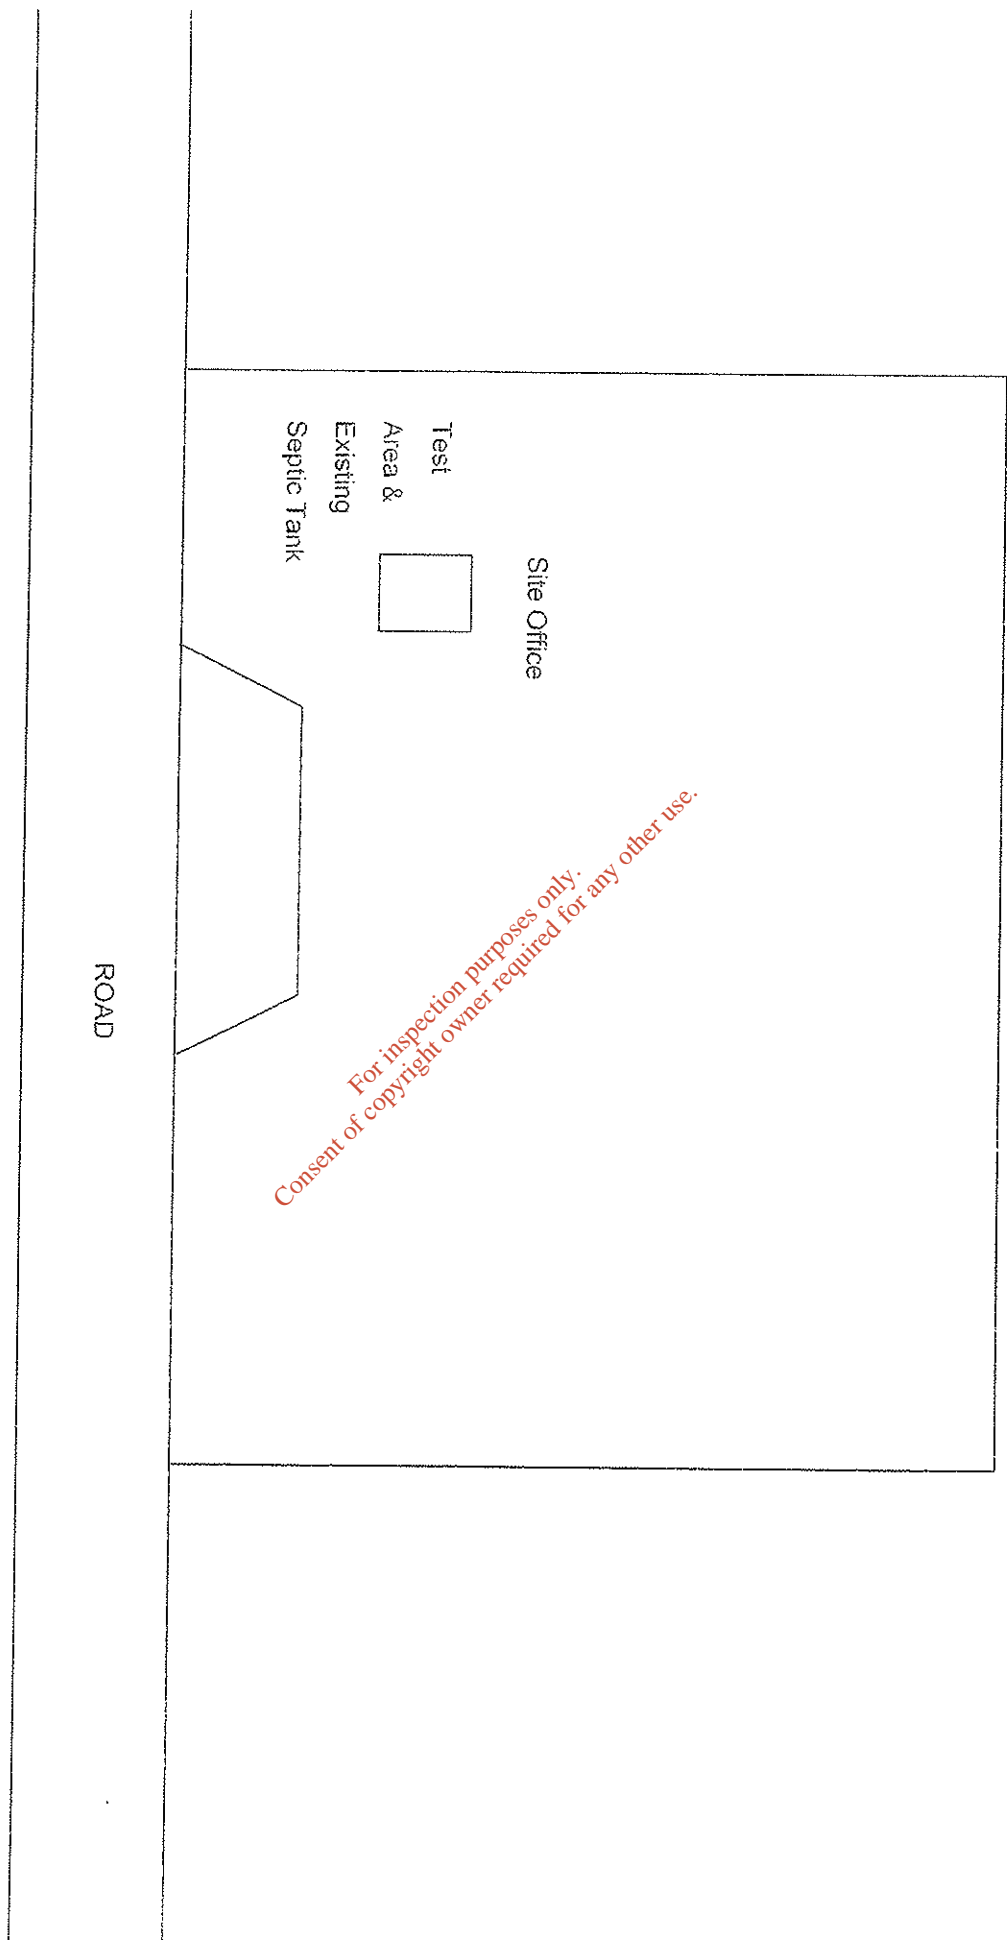 Site Office
Test
Area &
Existing
Septic Tank
ROAD
For inspection purposes only.
Consent of copyright owner required for any other use.